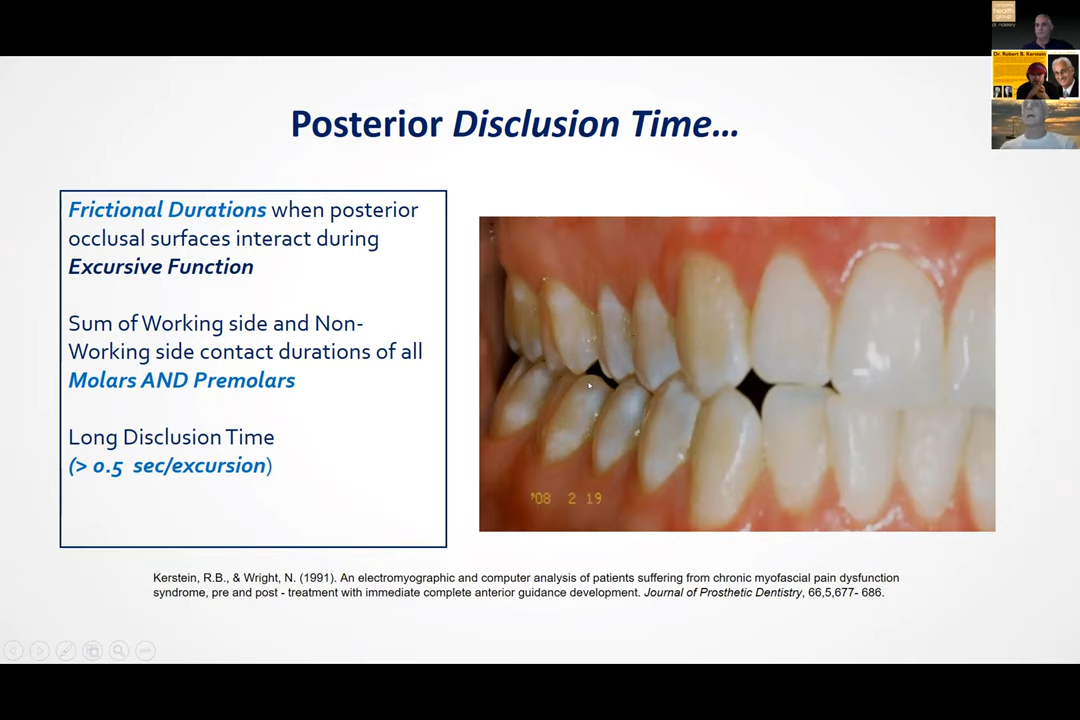 complete
health
group
Dr. Robert B. Kerstein
Posterior Disclusion Time...
Frictional Durations when posterior
occlusal surfaces interact during
Excursive Function
Sum of Working side and Non-
Working side contact durations of all
Molars AND Premolars
Long Disclusion Time
(> 0.5 sec/excursion)
'08 2 19
Kerstein, R.B., & Wright, N. (1991). An electromyographic and computer analysis of patients suffering from chronic myofascial pain dysfunction
syndrome, pre and post - treatment with immediate complete anterior guidance development. Journal of Prosthetic Dentistry, 66,5,677- 686.